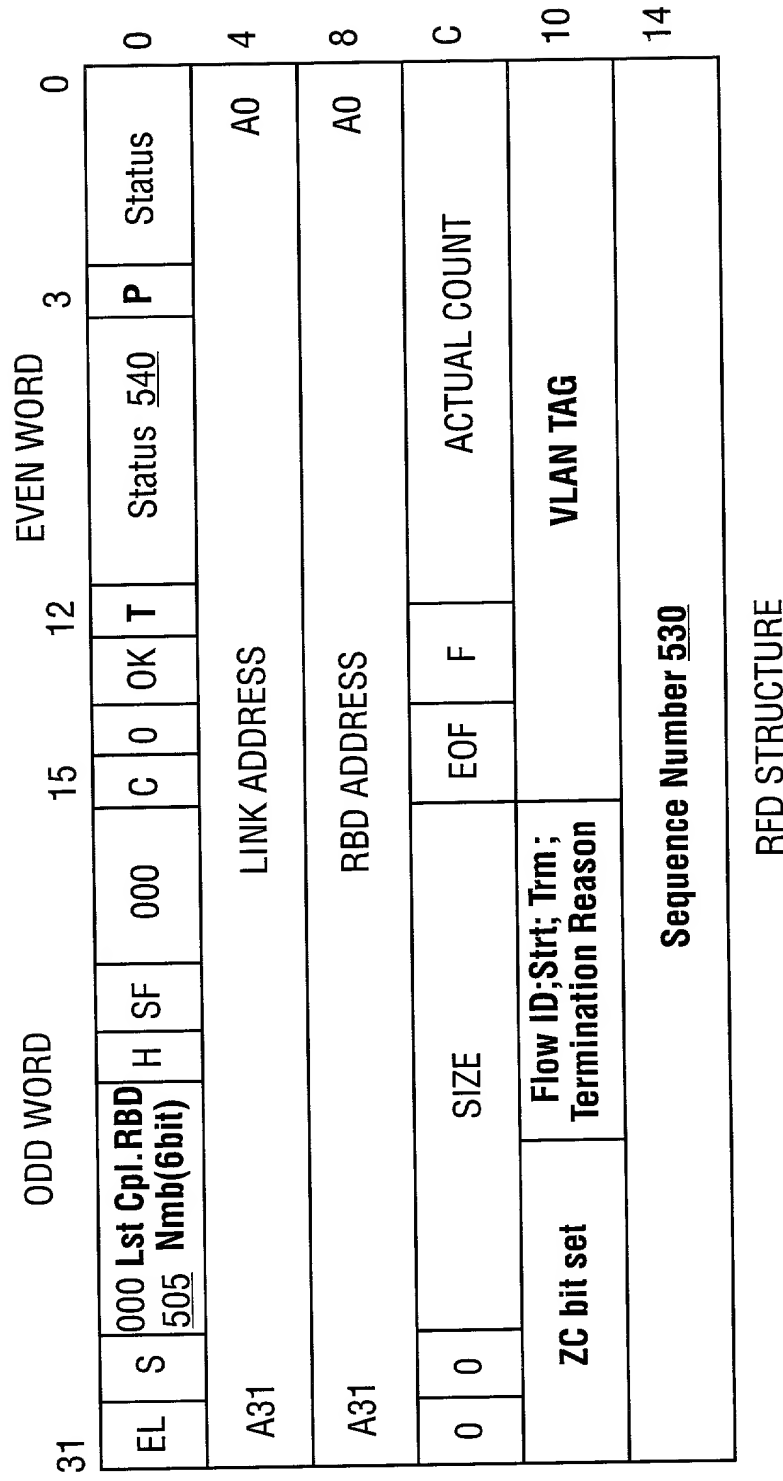 ODD WORD EVEN WORD
31 15 12 3 0
EL S 000 Lst Cpl.RBD 505 Nmb(6bit) H SF 000 C 0 OK T Status 540 P Status 0
A31 LINK ADDRESS A0 4
A31 RBD ADDRESS A0 8
0 0 SIZE EOF F ACTUAL COUNT C
ZC bit set Flow ID;Strt; Trm; Termination Reason VLAN TAG 10
Sequence Number 530 14
RFD STRUCTURE